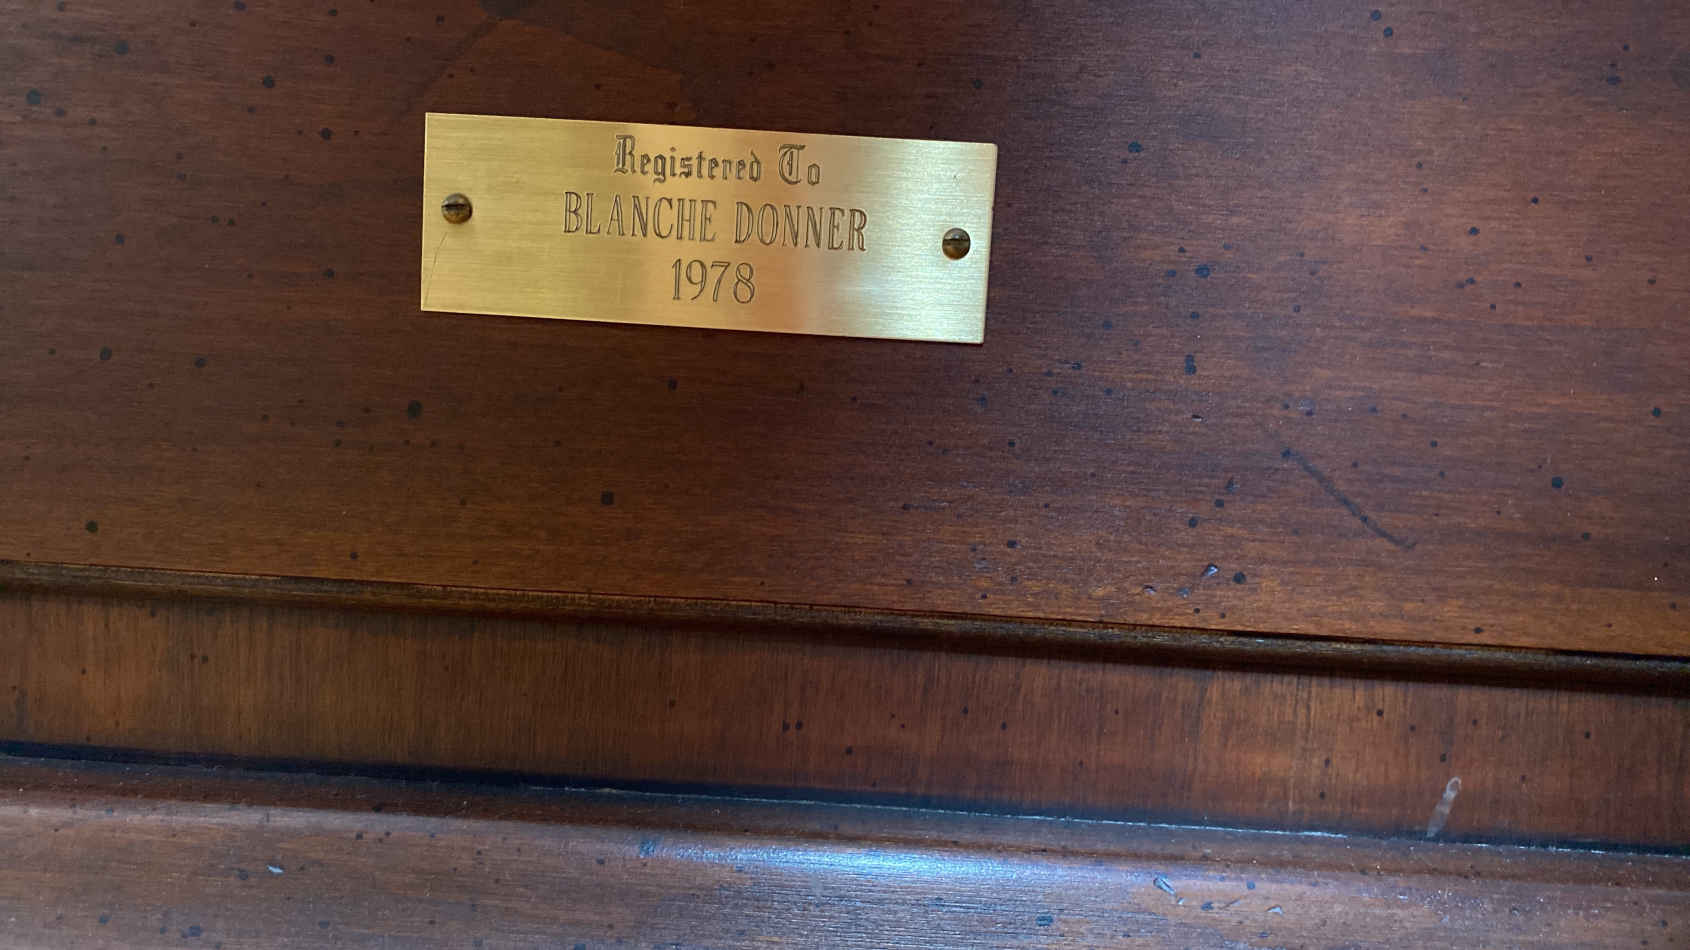 Registered To
BLANCHE DONNER
1978